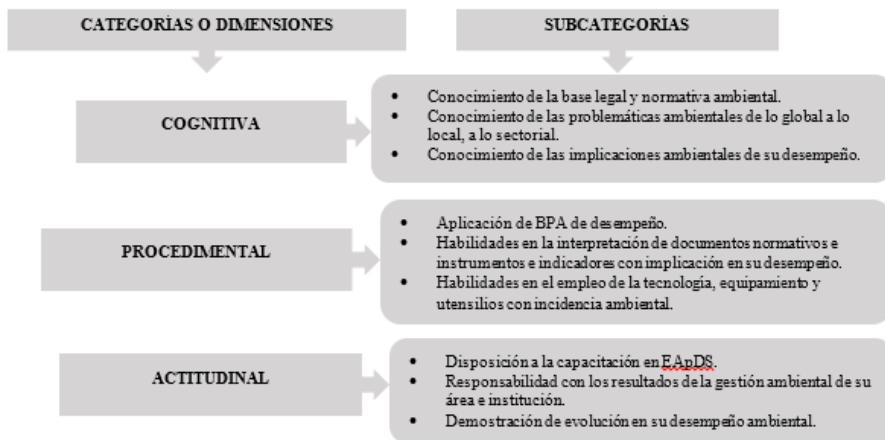 CATEGORÍAS O DIMENSIONES
SUBCATEGORÍAS
COGNITIVA
• Conocimiento de la base legal y normativa ambiental.
• Conocimiento de las problemáticas ambientales de lo global a lo
local, a lo sectorial.
• Conocimiento de las implicaciones ambientales de su desempeño.
PROCEDIMENTAL
• Aplicación de BPA de desempeño.
• Habilidades en la interpretación de documentos normativos e
instrumentos e indicadores con implicación en su desempeño.
• Habilidades en el empleo de la tecnología, equipamiento y
utensilios con incidencia ambiental.
ACTITUDINAL
• Disposición a la capacitación en EApDS.
• Responsabilidad con los resultados de la gestión ambiental de su
área e institución.
• Demostración de evolución en su desempeño ambiental.